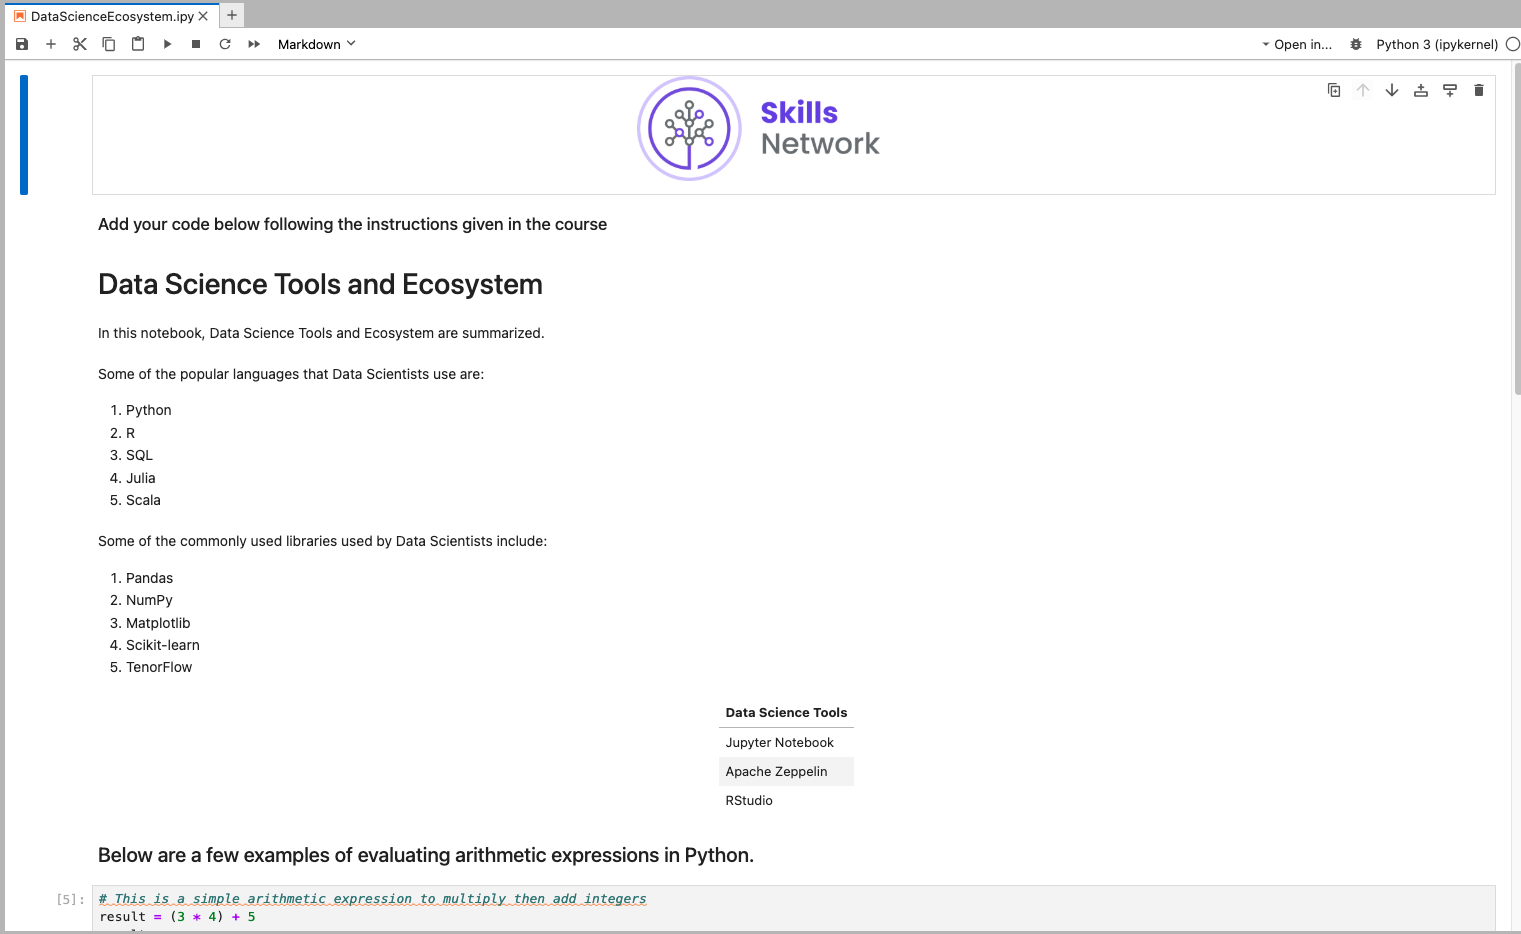 DataScienceEcosystem.ipy
Markdown
Open in...
Python 3 (ipykernel)
Skills
Network
Add your code below following the instructions given in the course
Data Science Tools and Ecosystem
In this notebook, Data Science Tools and Ecosystem are summarized.
Some of the popular languages that Data Scientists use are:
1. Python
2. R
3. SQL
4. Julia
5. Scala
Some of the commonly used libraries used by Data Scientists include:
1. Pandas
2. NumPy
3. Matplotlib
4. Scikit-learn
5. TenorFlow
Data Science Tools
Jupyter Notebook
Apache Zeppelin
RStudio
Below are a few examples of evaluating arithmetic expressions in Python.
[5]:
# This is a simple arithmetic expression to multiply then add integers
result = (3 * 4) + 5